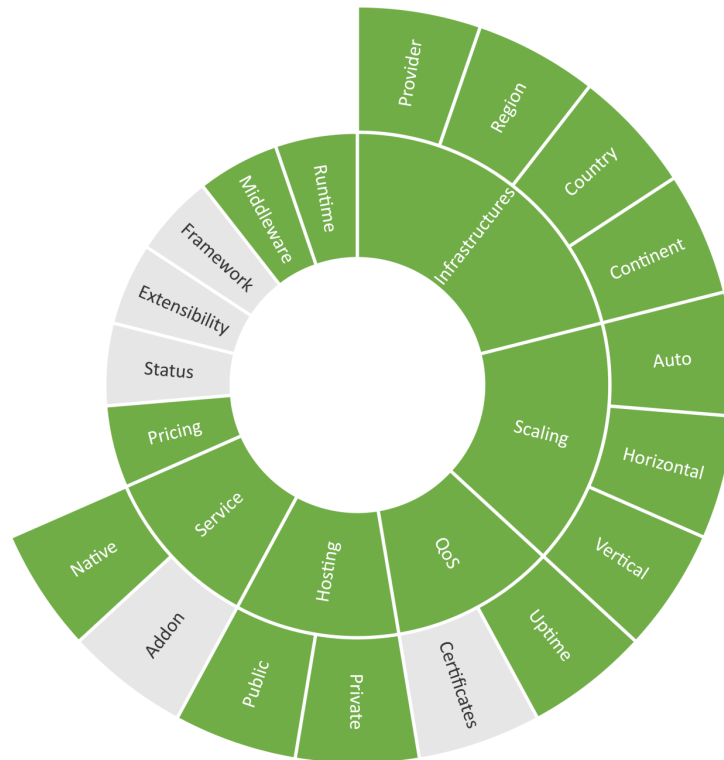 Provider
Region
Country
Continent
Infrastructures
Auto
Horizontal
Vertical
Scaling
Uptime
Certificates
QoS
Private
Public
Hosting
Addon
Native
Service
Pricing
Status
Extensibility
Framework
Middleware
Runtime